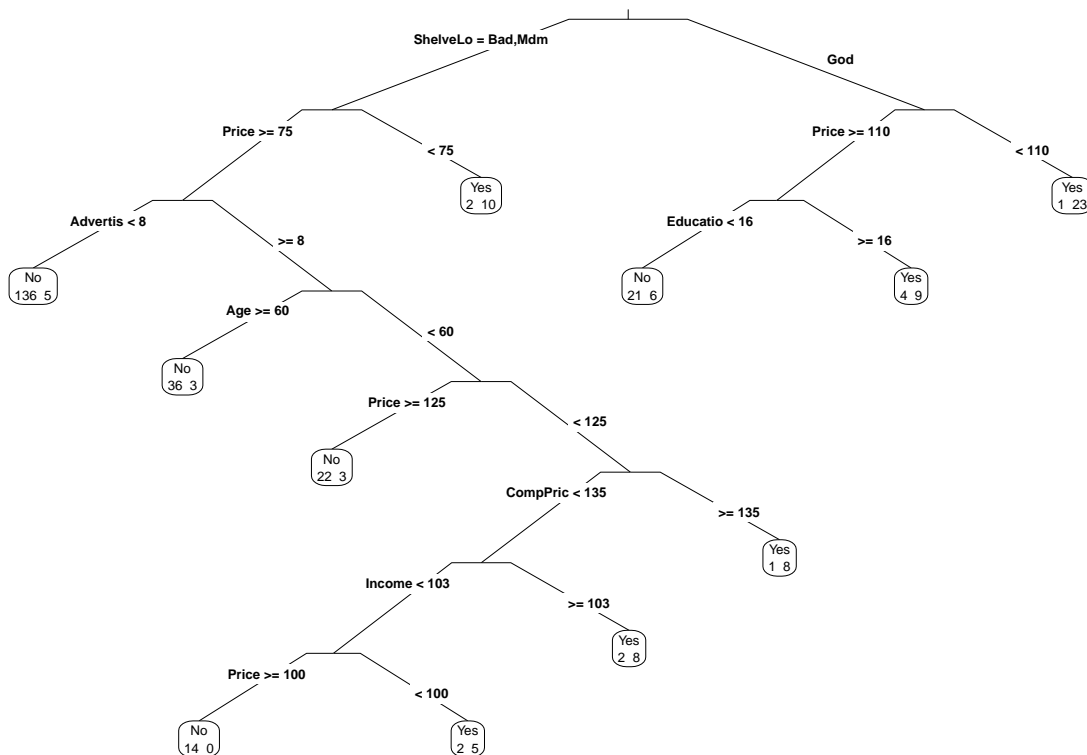 ShelveLo = Bad,Mdm
God
Price >= 75
< 75
Price >= 110
< 110
Yes
2 10
Yes
1 23
Advertis < 8
>= 8
Educatio < 16
>= 16
No
136 5
No
21 6
Yes
4 9
Age >= 60
< 60
No
36 3
Price >= 125
< 125
No
22 3
CompPric < 135
>= 135
Yes
1 8
Income < 103
>= 103
Yes
2 8
Price >= 100
< 100
No
14 0
Yes
2 5